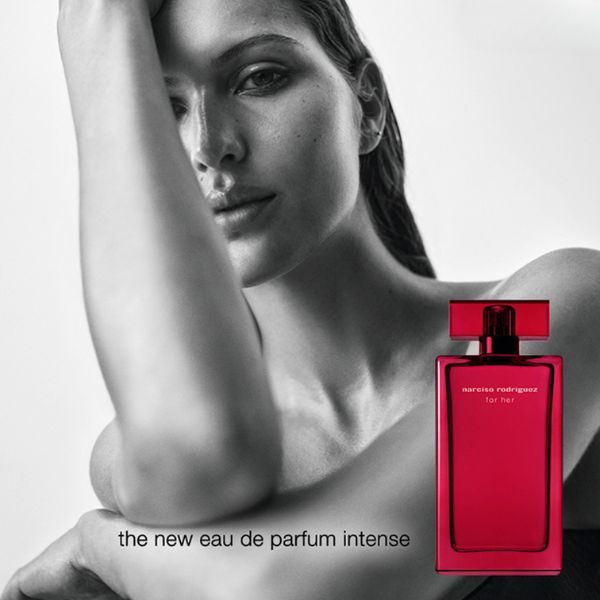 narciso rodriguez
for her
the new eau de parfum intense